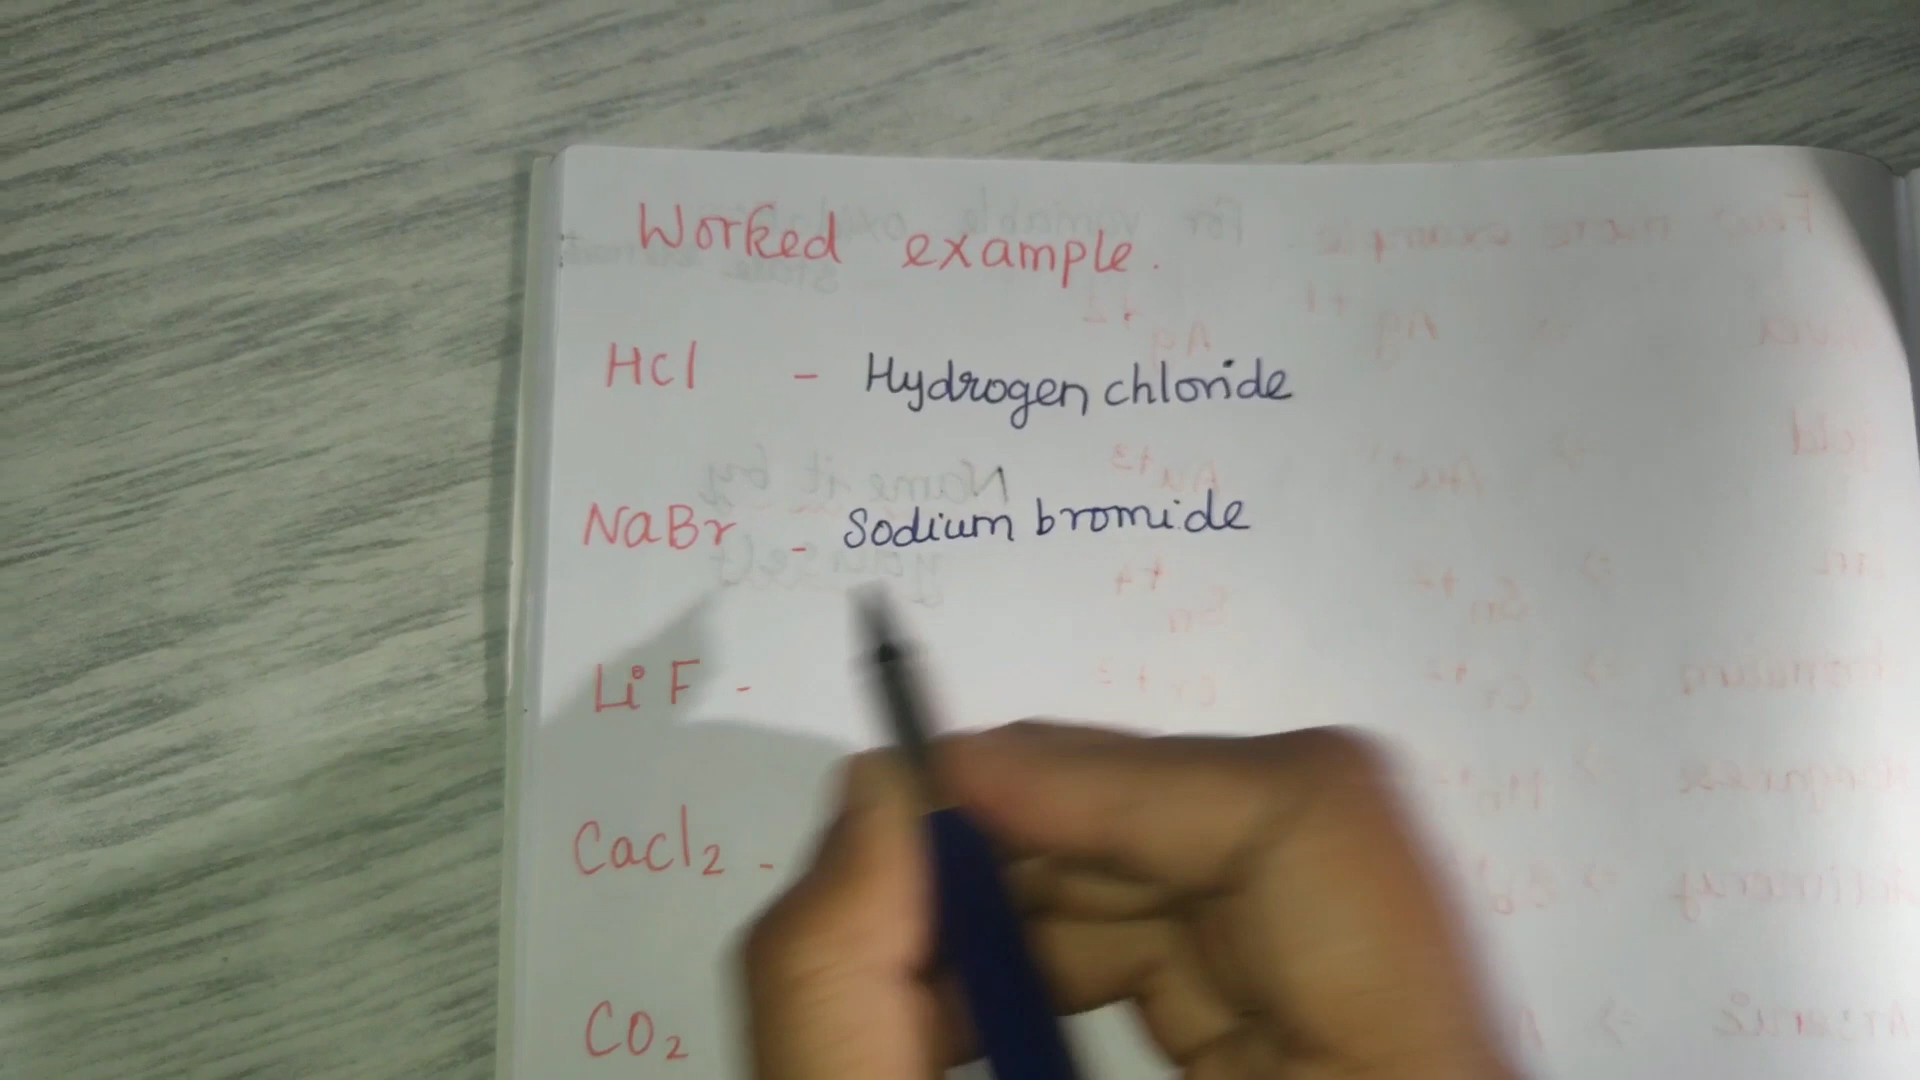 Worked example.
HCl - Hydrogen chloride
NaBr - Sodium bromide
LiF -
Cacl2 -
CO2